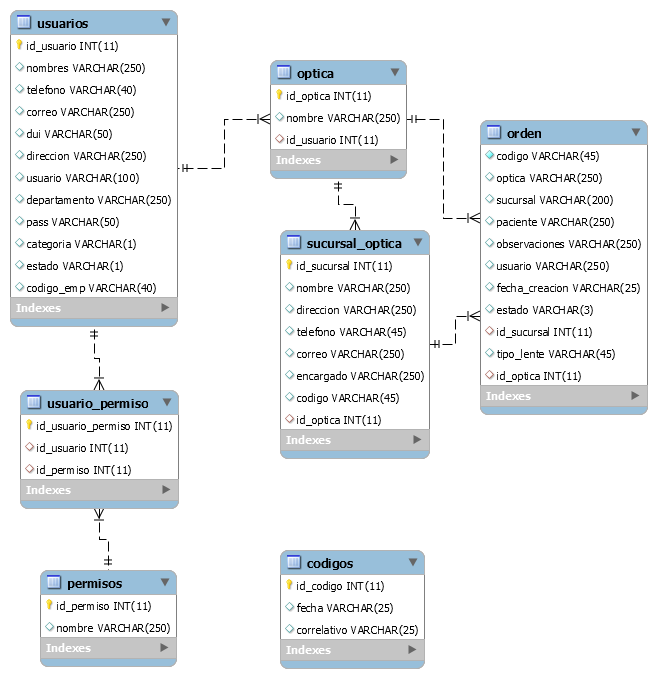 usuarios
id_usuario INT(11)
nombres VARCHAR(250)
telefono VARCHAR(40)
correo VARCHAR(250)
dui VARCHAR(50)
direccion VARCHAR(250)
usuario VARCHAR(100)
departamento VARCHAR(250)
pass VARCHAR(50)
categoria VARCHAR(1)
estado VARCHAR(1)
codigo_emp VARCHAR(40)
Indexes
optica
id_optica INT(11)
nombre VARCHAR(250)
id_usuario INT(11)
Indexes
orden
codigo VARCHAR(45)
optica VARCHAR(250)
sucursal VARCHAR(200)
paciente VARCHAR(250)
observaciones VARCHAR(250)
usuario VARCHAR(250)
fecha_creacion VARCHAR(25)
estado VARCHAR(3)
id_sucursal INT(11)
tipo_lente VARCHAR(45)
id_optica INT(11)
Indexes
sucursal_optica
id_sucursal INT(11)
nombre VARCHAR(250)
direccion VARCHAR(250)
telefono VARCHAR(45)
correo VARCHAR(250)
encargado VARCHAR(250)
codigo VARCHAR(45)
id_optica INT(11)
Indexes
usuario_permiso
id_usuario_permiso INT(11)
id_usuario INT(11)
id_permiso INT(11)
Indexes
permisos
id_permiso INT(11)
nombre VARCHAR(250)
Indexes
codigos
id_codigo INT(11)
fecha VARCHAR(25)
correlativo VARCHAR(25)
Indexes